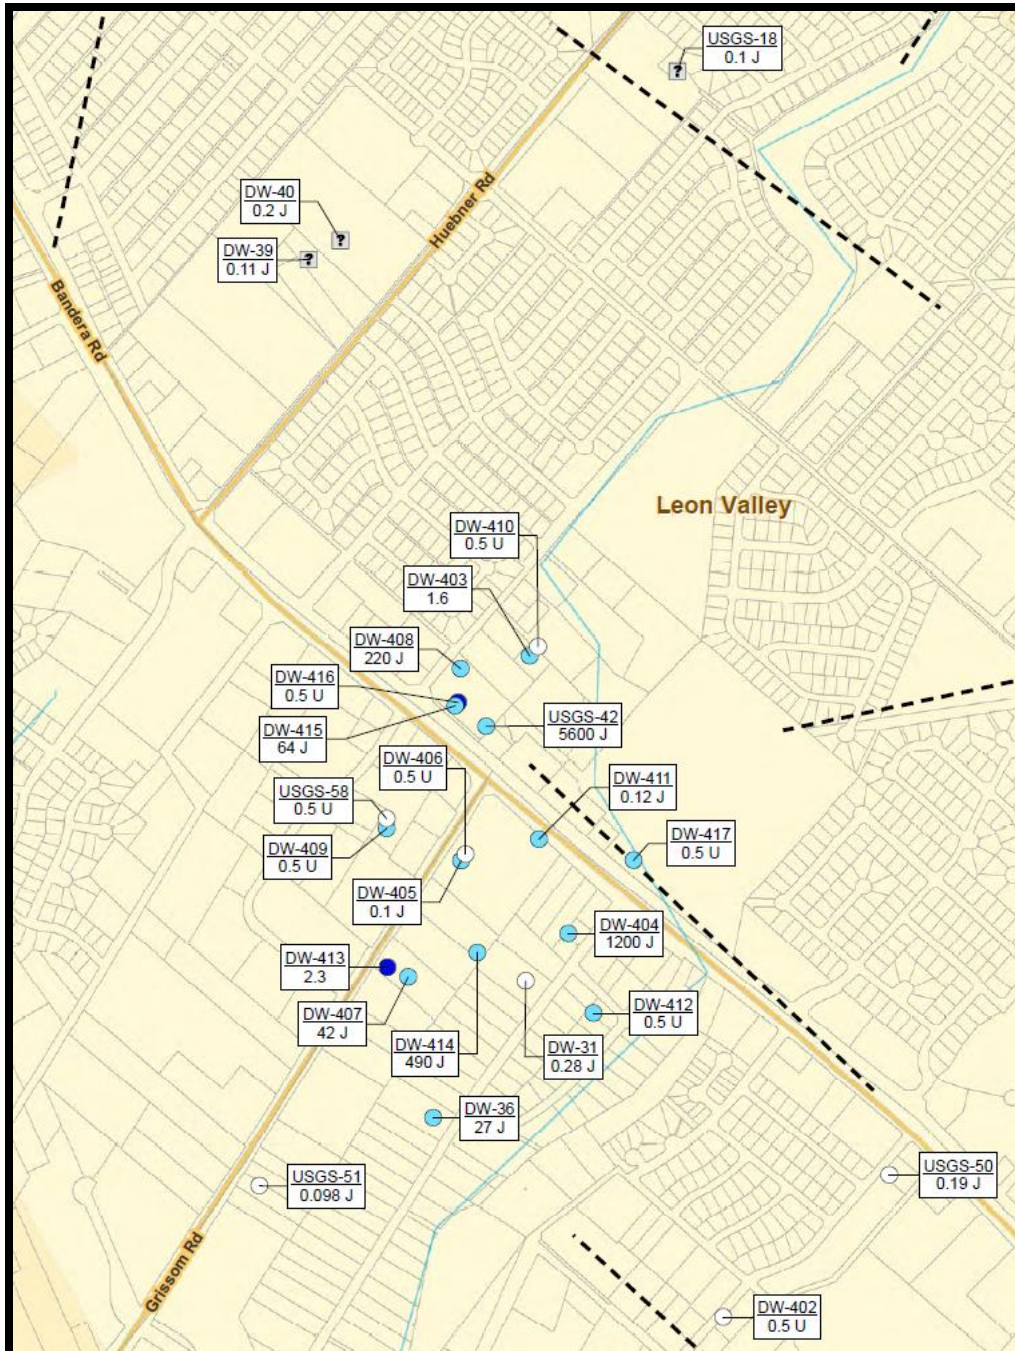 USGS-18
0.1 J
?
DW-40
0.2 J
?
DW-39
0.11 J
?
Huebner Rd
Bandera Rd
Leon Valley
DW-410
0.5 U
DW-403
1.6
DW-408
220 J
DW-416
0.5 U
DW-415
64 J
USGS-42
5600 J
DW-406
0.5 U
DW-411
0.12 J
USGS-58
0.5 U
DW-417
0.5 U
DW-409
0.5 U
DW-405
0.1 J
DW-404
1200 J
DW-413
2.3
DW-407
42 J
DW-412
0.5 U
DW-414
490 J
DW-31
0.28 J
DW-36
27 J
USGS-51
0.098 J
USGS-50
0.19 J
Grissom Rd
DW-402
0.5 U